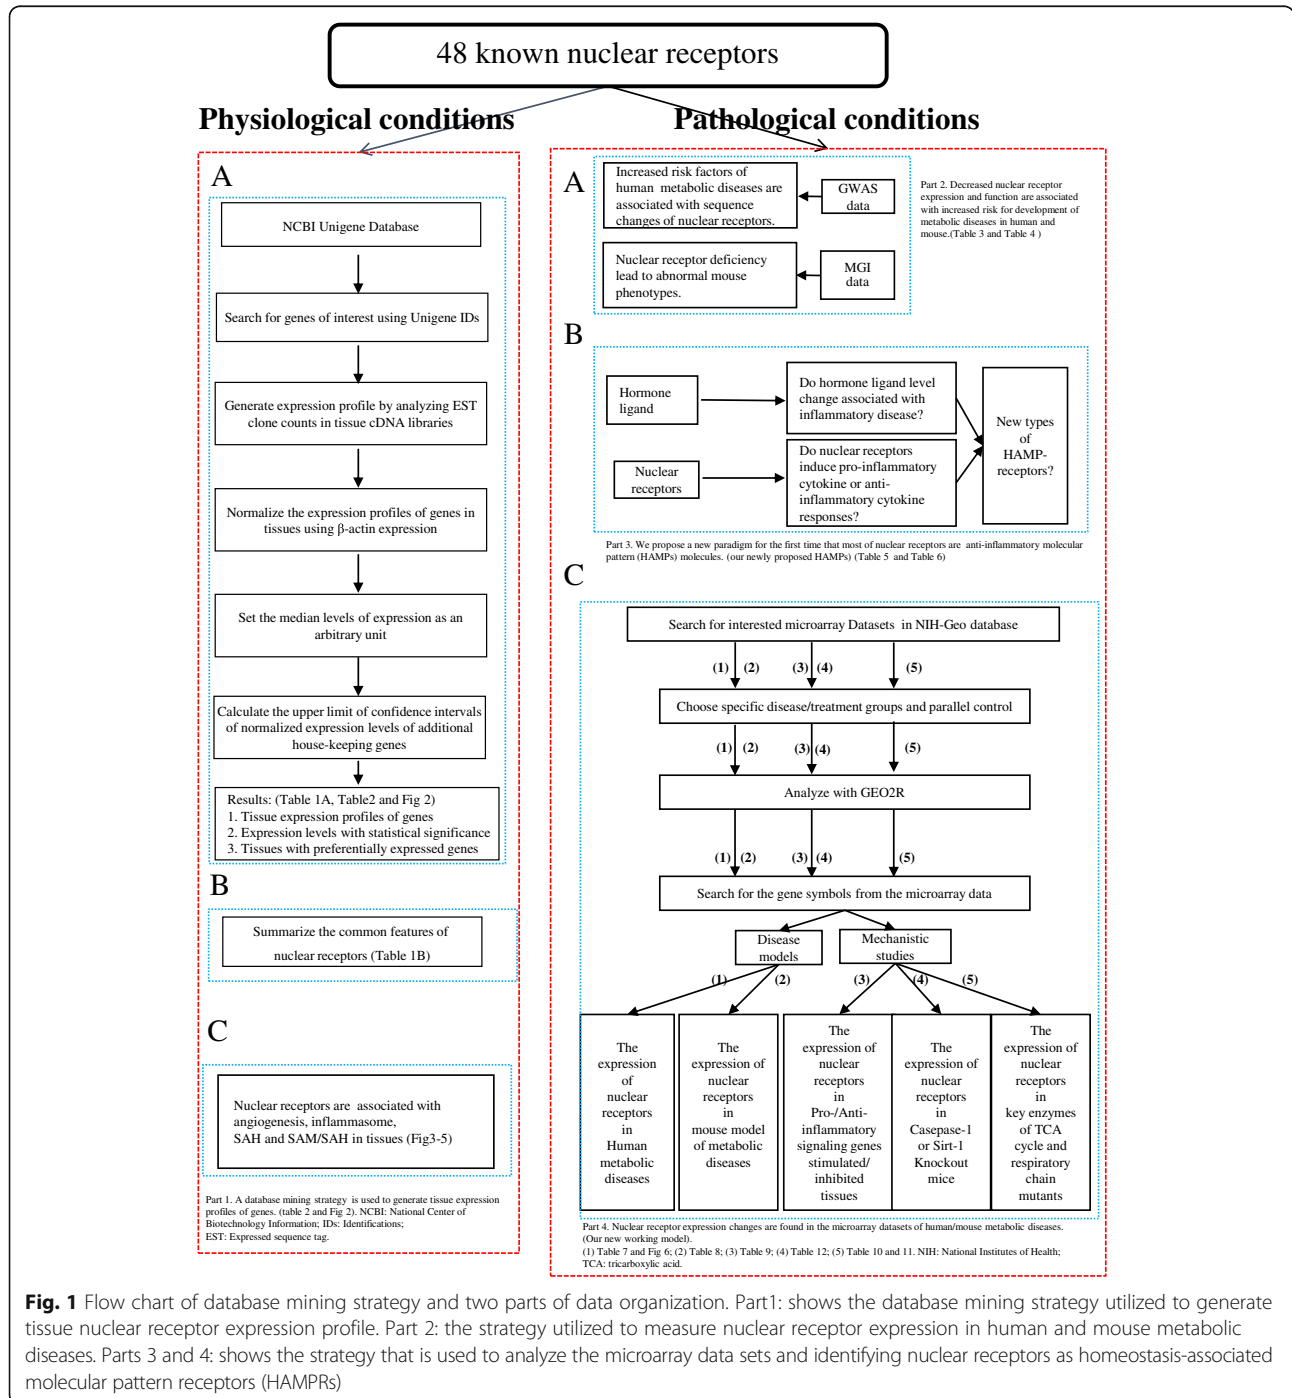 48 known nuclear receptors
Physiological conditions
A
NCBI Unigene Database
Search for genes of interest using Unigene IDs
Generate expression profile by analyzing EST
clone counts in tissue cDNA libraries
Normalize the expression profiles of genes in
tissues using β-actin expression
Set the median levels of expression as an
arbitrary unit
Calculate the upper limit of confidence intervals
of normalized expression levels of additional
house-keeping genes
Results: (Table 1A, Table2 and Fig 2)
1. Tissue expression profiles of genes
2. Expression levels with statistical significance
3. Tissues with preferentially expressed genes
B
Summarize the common features of
nuclear receptors (Table 1B)
C
Nuclear receptors are associated with
angiogenesis, inflammasome,
SAH and SAM/SAH in tissues (Fig3-5)
Part 1. A database mining strategy is used to generate tissue expression
profiles of genes. (table 2 and Fig 2). NCBI: National Center of
Biotechnology Information; IDs: Identifications;
EST: Expressed sequence tag.
Pathological conditions
A
Increased risk factors of
human metabolic diseases are
associated with sequence
changes of nuclear receptors.
GWAS
data
Nuclear receptor deficiency
lead to abnormal mouse
phenotypes.
MGI
data
Part 2. Decreased nuclear receptor
expression and function are associated
with increased risk for development of
metabolic diseases in human and
mouse.(Table 3 and Table 4 )
B
Hormone
ligand
Do hormone ligand level
change associated with
inflammatory disease?
Nuclear
receptors
Do nuclear receptors
induce pro-inflammatory
cytokine or anti-
inflammatory cytokine
responses?
New types
of
HAMP-
receptors?
Part 3. We propose a new paradigm for the first time that most of nuclear receptors are anti-inflammatory molecular
pattern (HAMPs) molecules. (our newly proposed HAMPs) (Table 5 and Table 6)
C
Search for interested microarray Datasets in NIH-Geo database
(1) (2) (3) (4) (5)
Choose specific disease/treatment groups and parallel control
(1) (2) (3) (4) (5)
Analyze with GEO2R
(1) (2) (3) (4) (5)
Search for the gene symbols from the microarray data
Disease
models
Mechanistic
studies
(1) (2) (3) (4) (5)
The
expression
of
nuclear
receptors
in
Human
metabolic
diseases
The
expression of
nuclear
receptors
in
mouse model
of metabolic
diseases
The
expression of
nuclear
receptors
in
Pro-/Anti-
inflammatory
signaling genes
stimulated/
inhibited
tissues
The
expression of
nuclear
receptors
in
Casepase-1
or Sirt-1
Knockout
mice
The
expression of
nuclear
receptors
in
key enzymes
of TCA
cycle and
respiratory
chain
mutants
Part 4. Nuclear receptor expression changes are found in the microarray datasets of human/mouse metabolic diseases.
(Our new working model).
(1) Table 7 and Fig 6; (2) Table 8; (3) Table 9; (4) Table 12; (5) Table 10 and 11. NIH: National Institutes of Health;
TCA: tricarboxylic acid.
Fig. 1 Flow chart of database mining strategy and two parts of data organization. Part1: shows the database mining strategy utilized to generate
tissue nuclear receptor expression profile. Part 2: the strategy utilized to measure nuclear receptor expression in human and mouse metabolic
diseases. Parts 3 and 4: shows the strategy that is used to analyze the microarray data sets and identifying nuclear receptors as homeostasis-associated
molecular pattern receptors (HAMPRs)